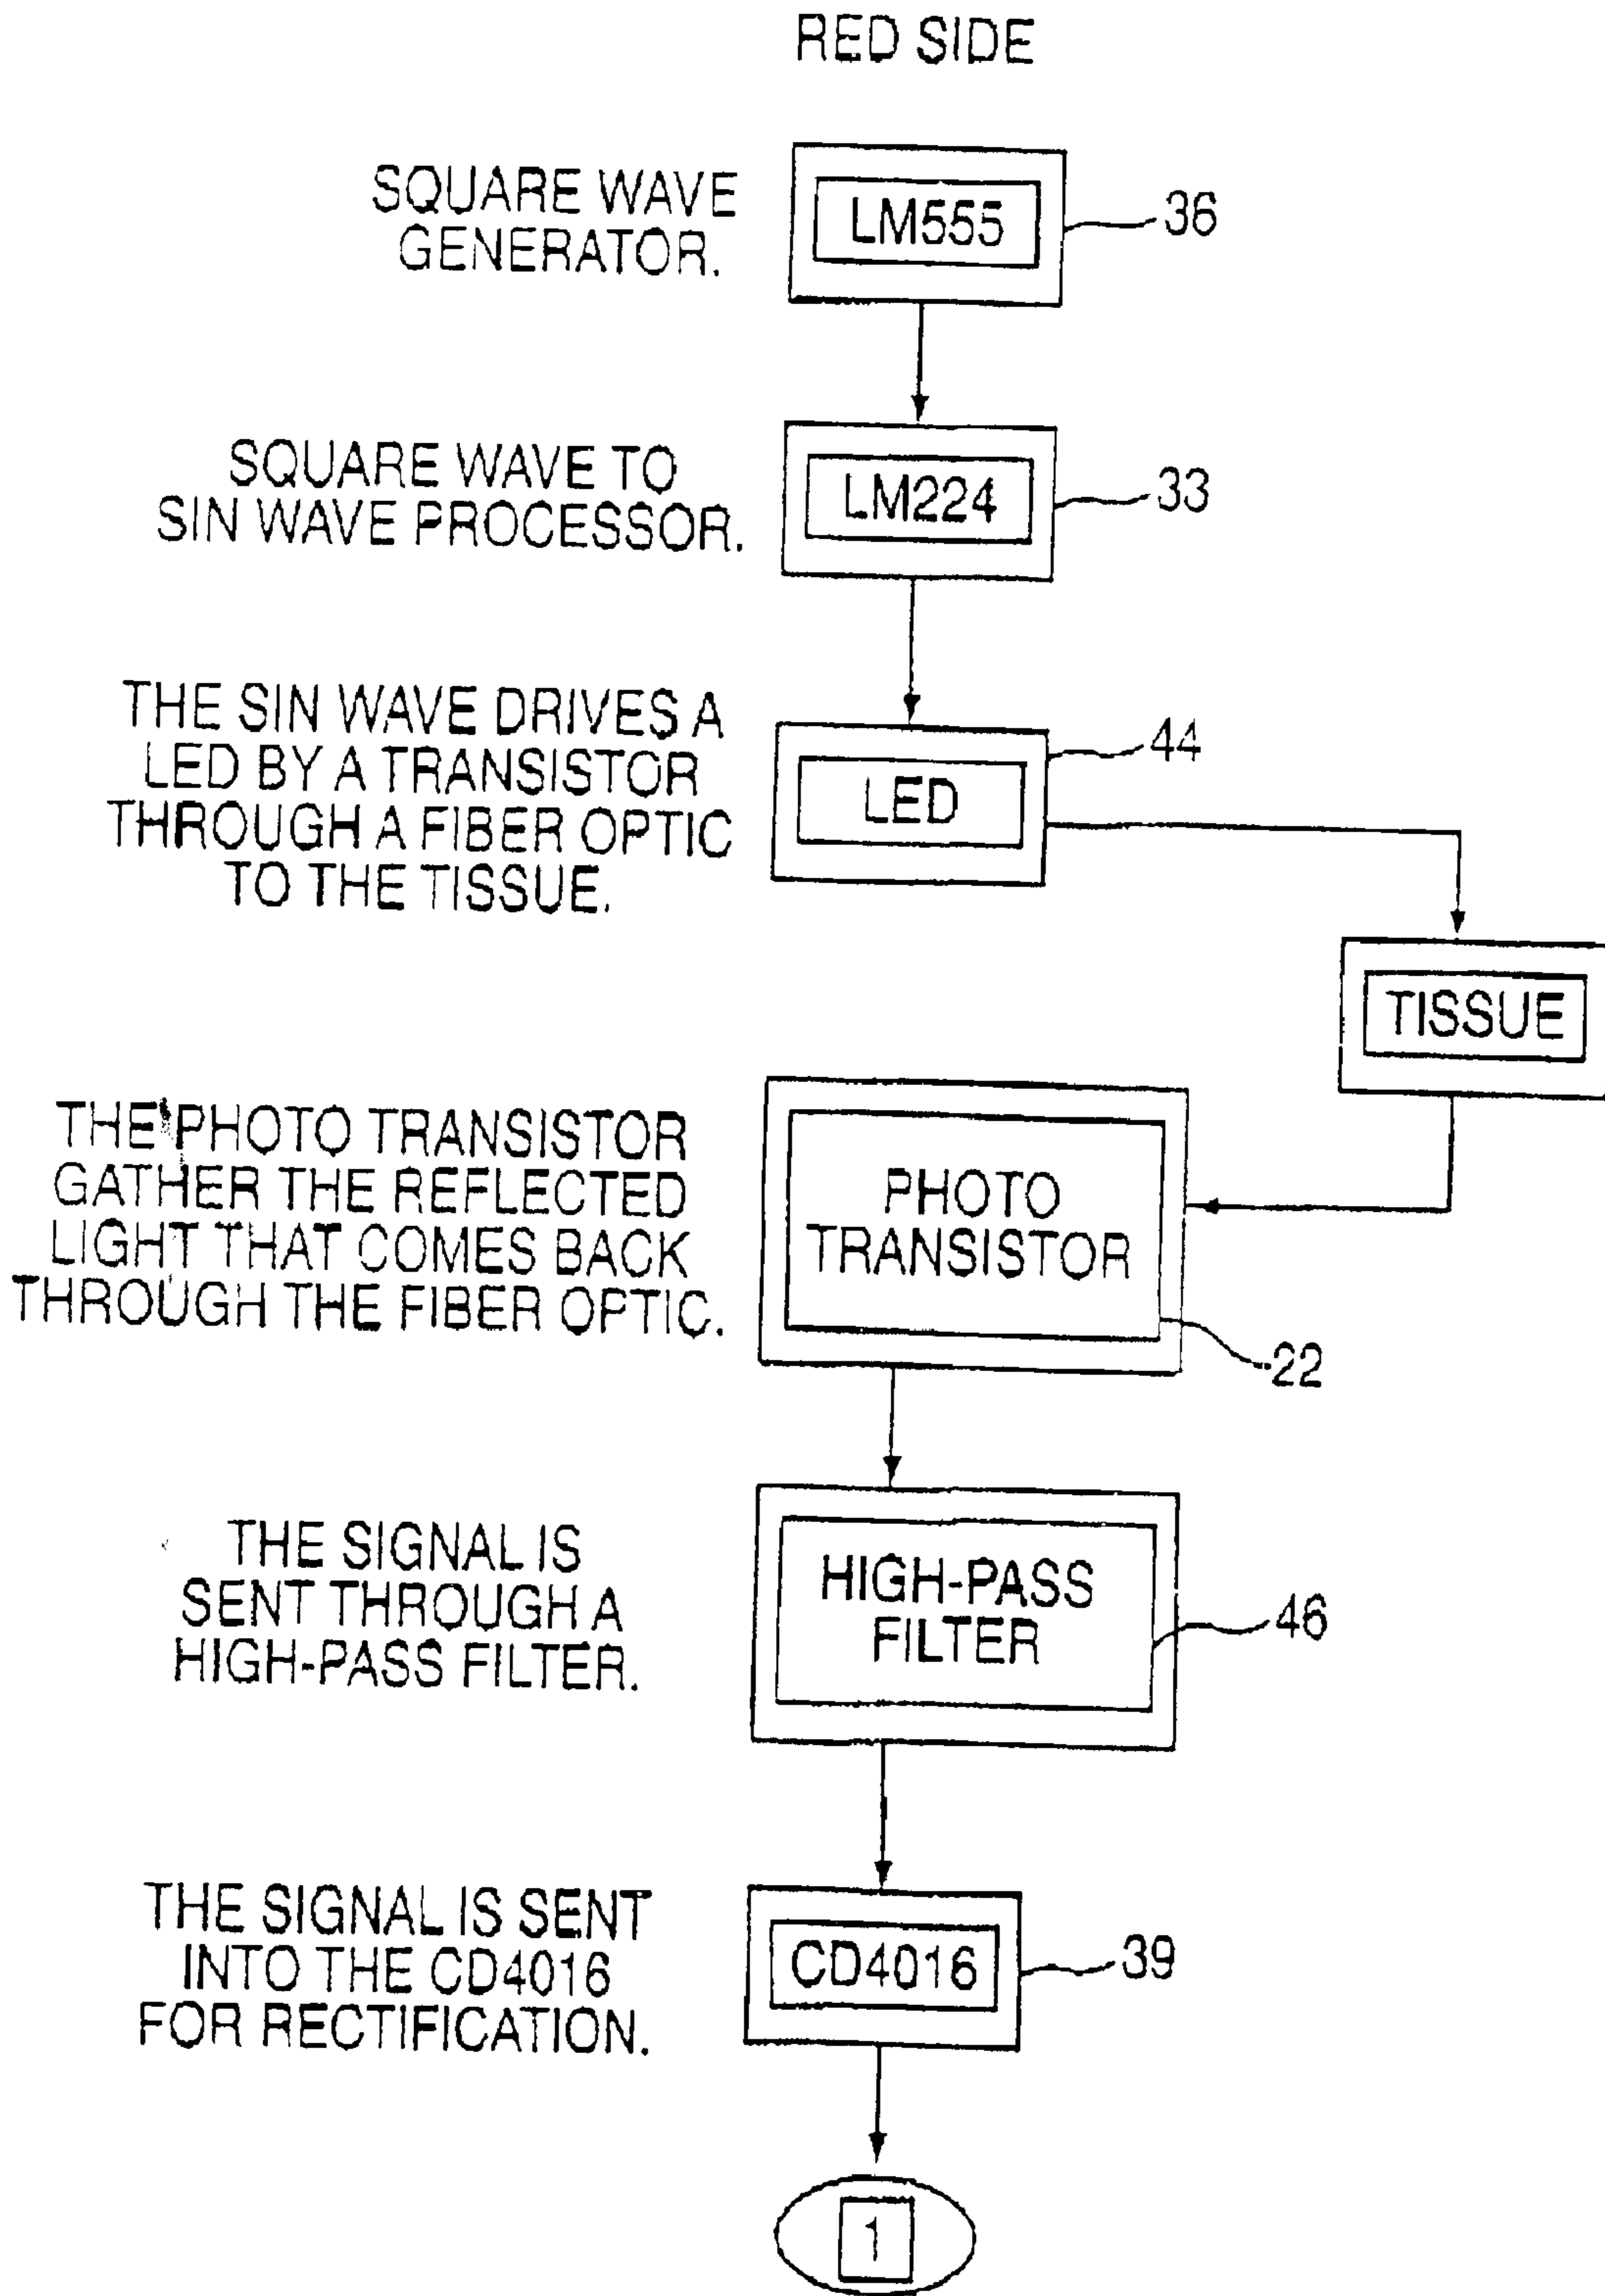 RED SIDE
SQUARE WAVE
GENERATOR.
LM555
36
SQUARE WAVE TO
SIN WAVE PROCESSOR.
LM224
33
THE SIN WAVE DRIVES A
LED BY A TRANSISTOR
THROUGH A FIBER OPTIC
TO THE TISSUE.
LED
44
TISSUE
THE PHOTO TRANSISTOR
GATHER THE REFLECTED
LIGHT THAT COMES BACK
THROUGH THE FIBER OPTIC.
PHOTO
TRANSISTOR
22
THE SIGNAL IS
SENT THROUGH A
HIGH-PASS FILTER.
HIGH-PASS
FILTER
46
THE SIGNAL IS SENT
INTO THE CD4016
FOR RECTIFICATION.
CD4016
39
1